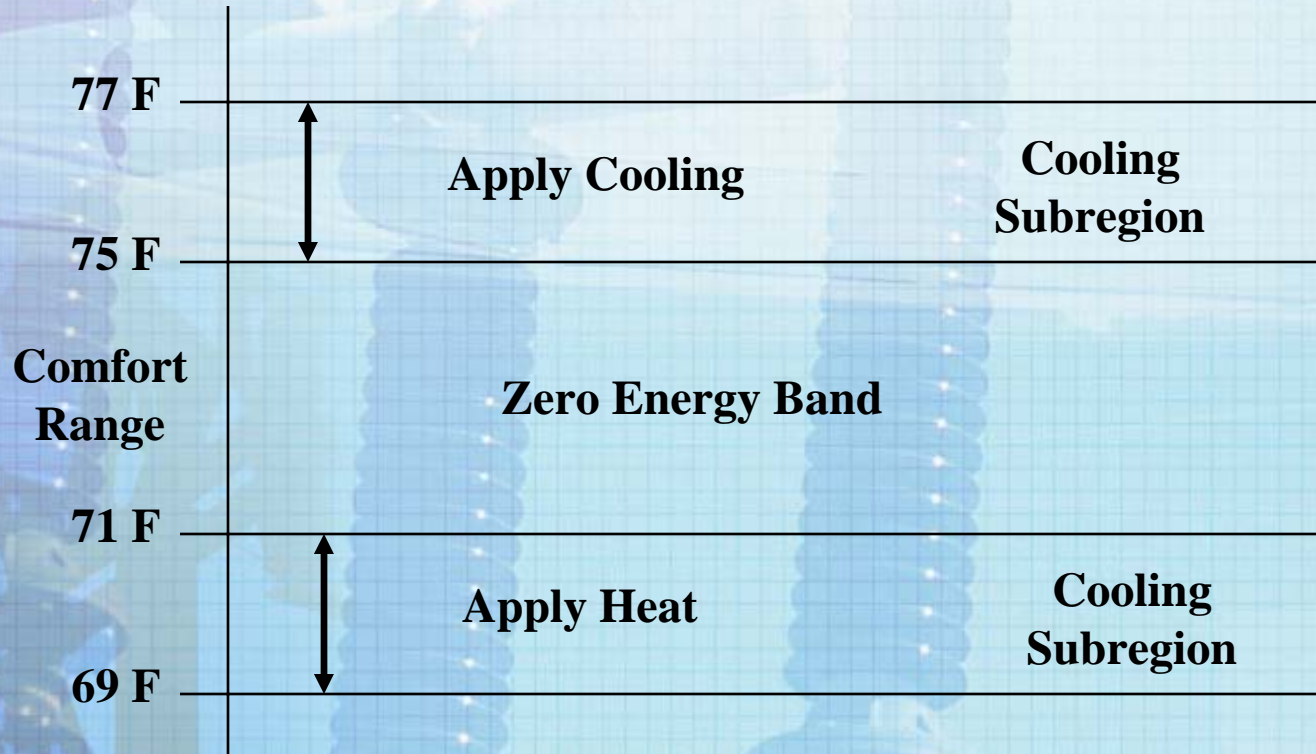 77 F
Apply Cooling
Cooling
Subregion
75 F
Comfort
Range
Zero Energy Band
71 F
Apply Heat
Cooling
Subregion
69 F